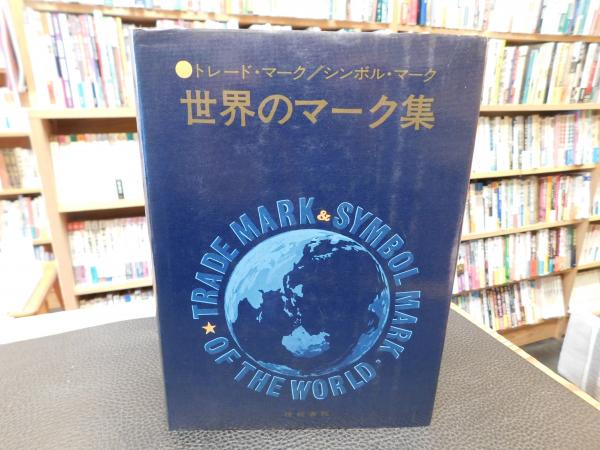 ●トレード・マーク/シンボル・マーク
世界のマーク集
★TRADE MARK & SYMBOL MARK
OF THE WORLD.